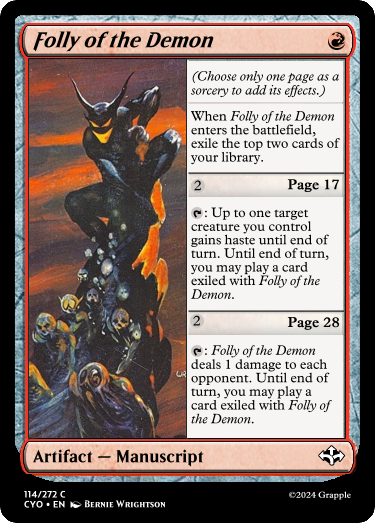 Folly of the Demon
(Choose only one page as a
sorcery to add its effects.)
When Folly of the Demon
enters the battlefield,
exile the top two cards of
your library.
2 Page 17
: Up to one target
creature you control
gains haste until end of
turn. Until end of turn,
you may play a card
exiled with Folly of the
Demon.
2 Page 28
: Folly of the Demon
deals 1 damage to each
opponent. Until end of
turn, you may play a
card exiled with Folly of
the Demon.
Artifact — Manuscript
114/272 C
CYO • EN Bernie Wrightson
©2024 Grapple